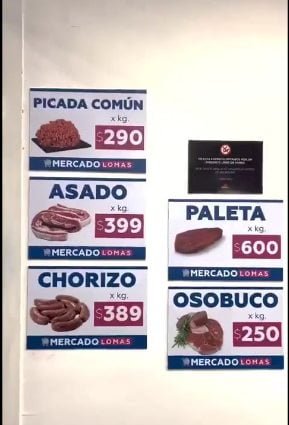 PICADA COMÚN
x kg.
$290
MERCADO LOMAS
ASADO
x kg.
$399
MERCADO LOMAS
CHORIZO
x kg.
$389
MERCADO LOMAS
PALETA
x kg.
$600
MERCADO LOMAS
OSOBUCO
x kg.
$250
MERCADO LOMAS